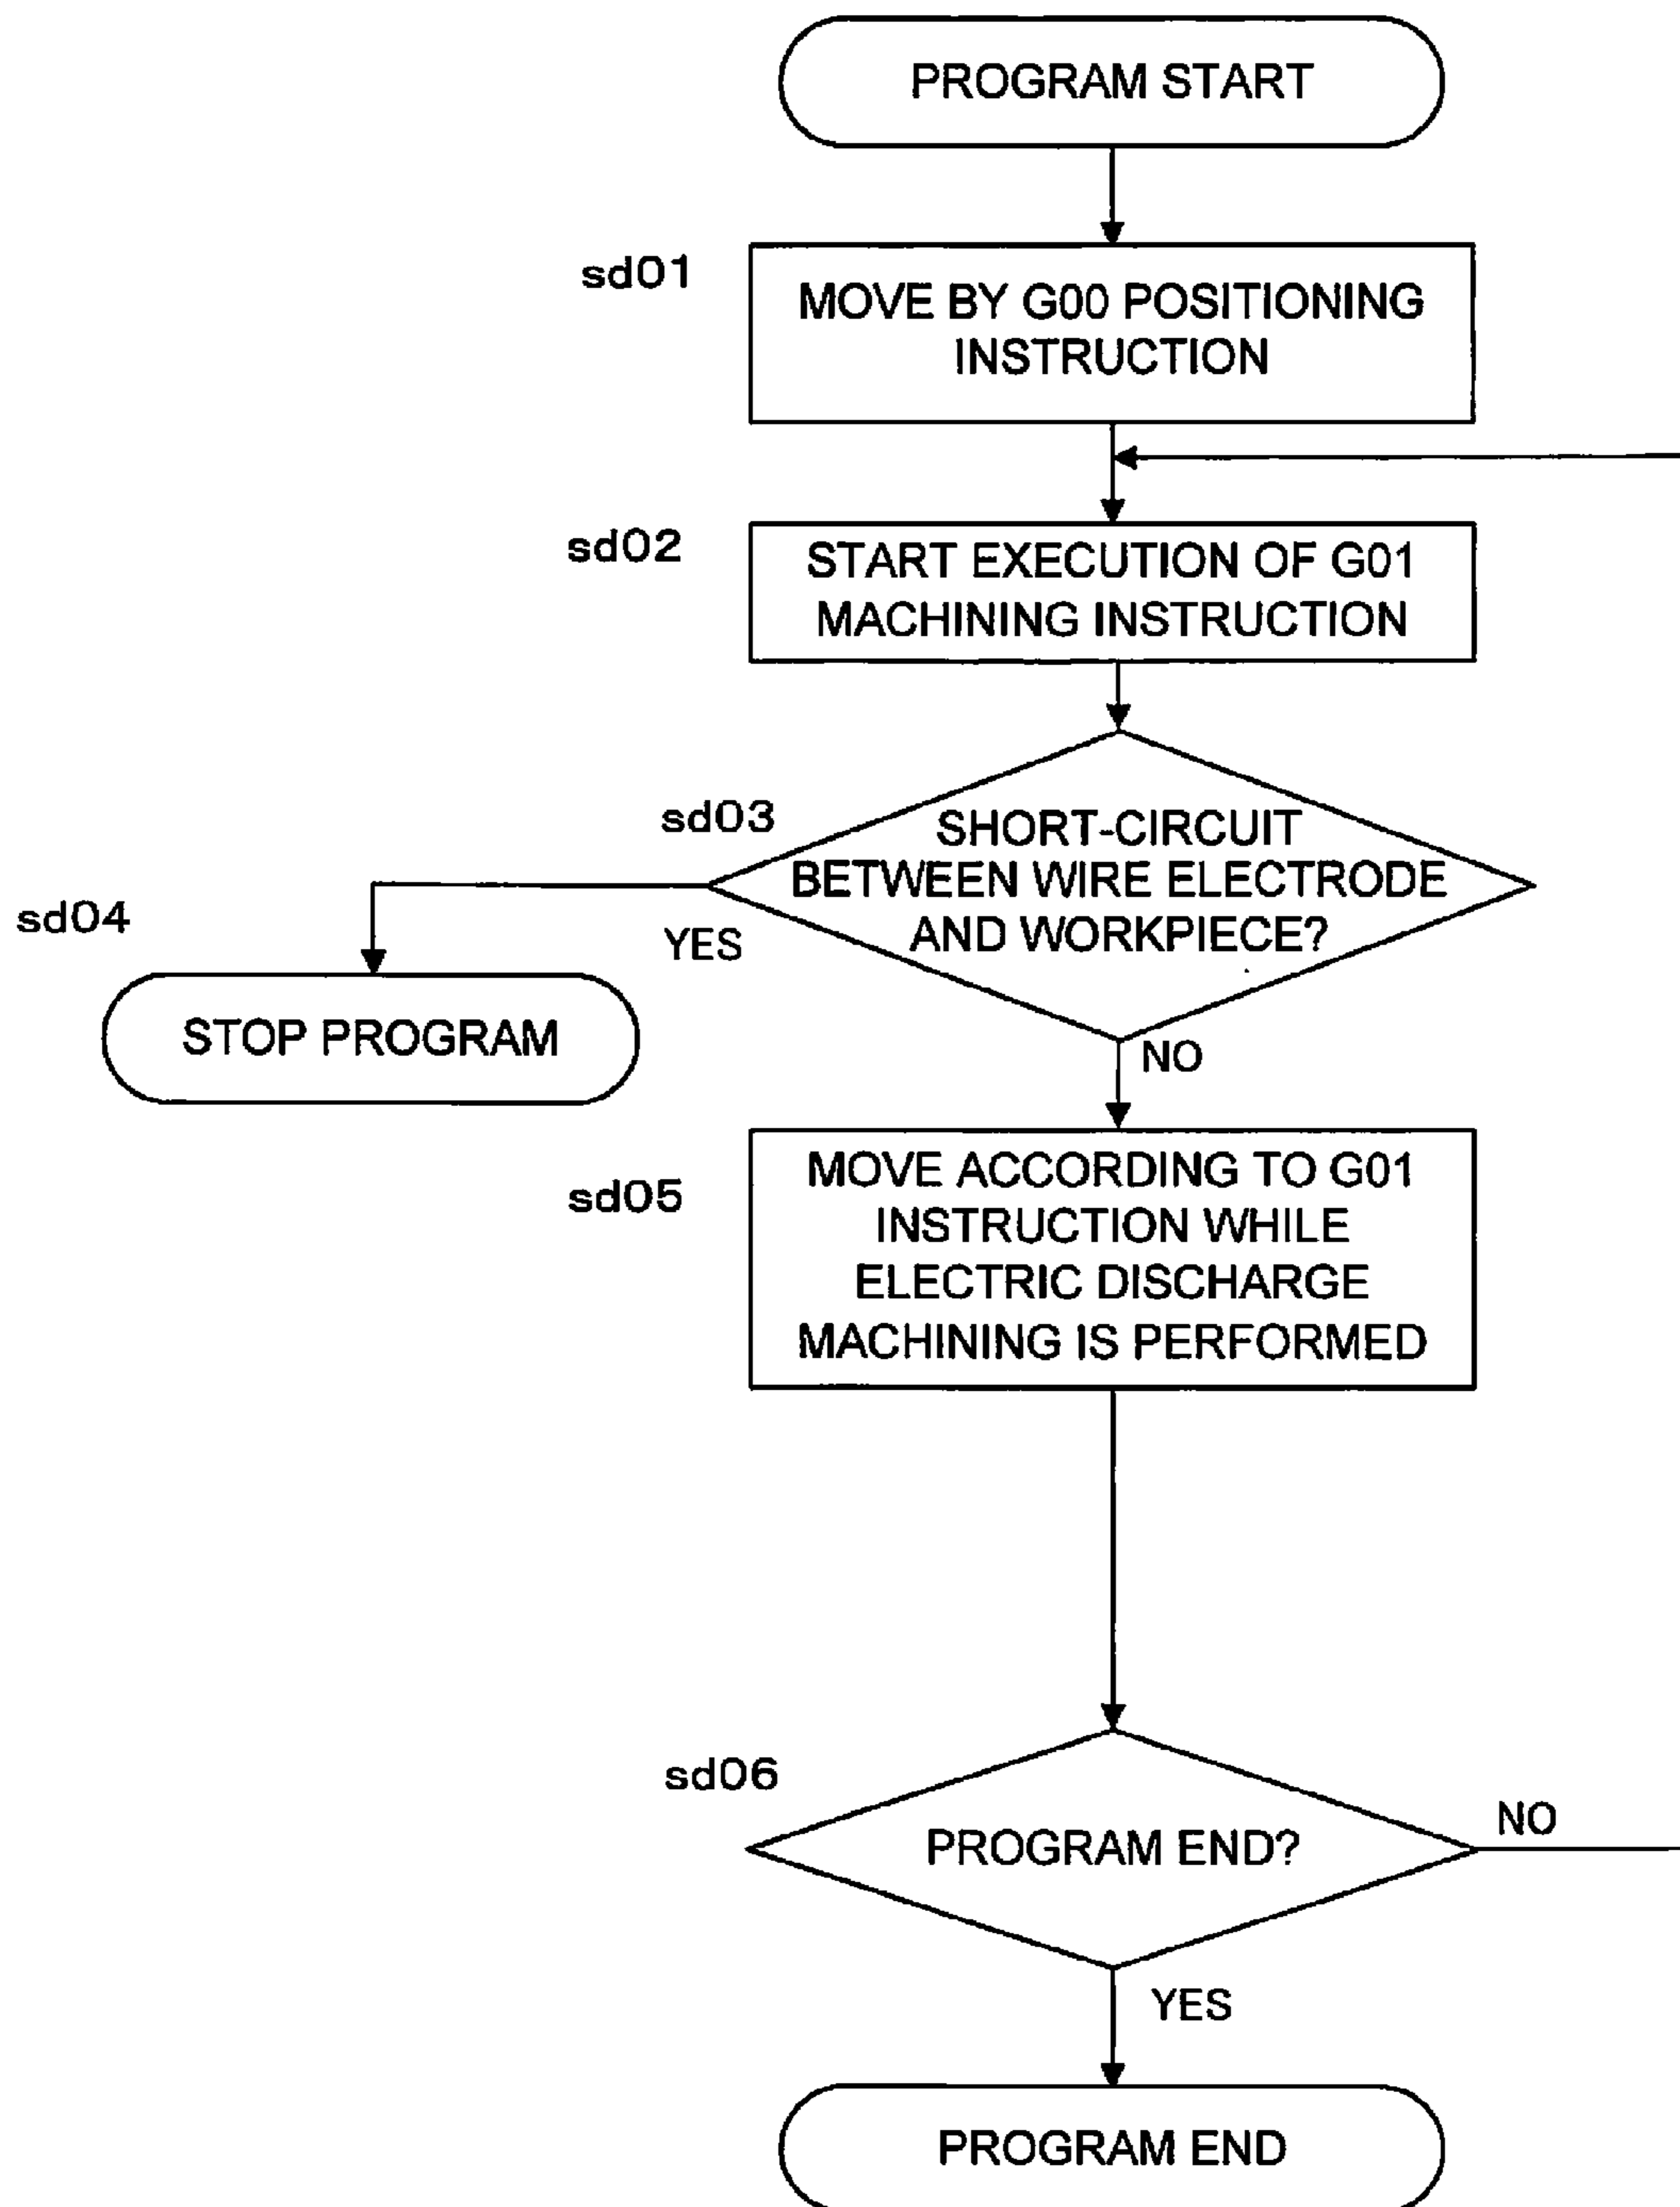 PROGRAM START
sd01
MOVE BY G00 POSITIONING
INSTRUCTION
sd02
START EXECUTION OF G01
MACHINING INSTRUCTION
sd03
SHORT-CIRCUIT
BETWEEN WIRE ELECTRODE
AND WORKPIECE?
YES
sd04
STOP PROGRAM
NO
sd05
MOVE ACCORDING TO G01
INSTRUCTION WHILE
ELECTRIC DISCHARGE
MACHINING IS PERFORMED
sd06
PROGRAM END?
NO
YES
PROGRAM END